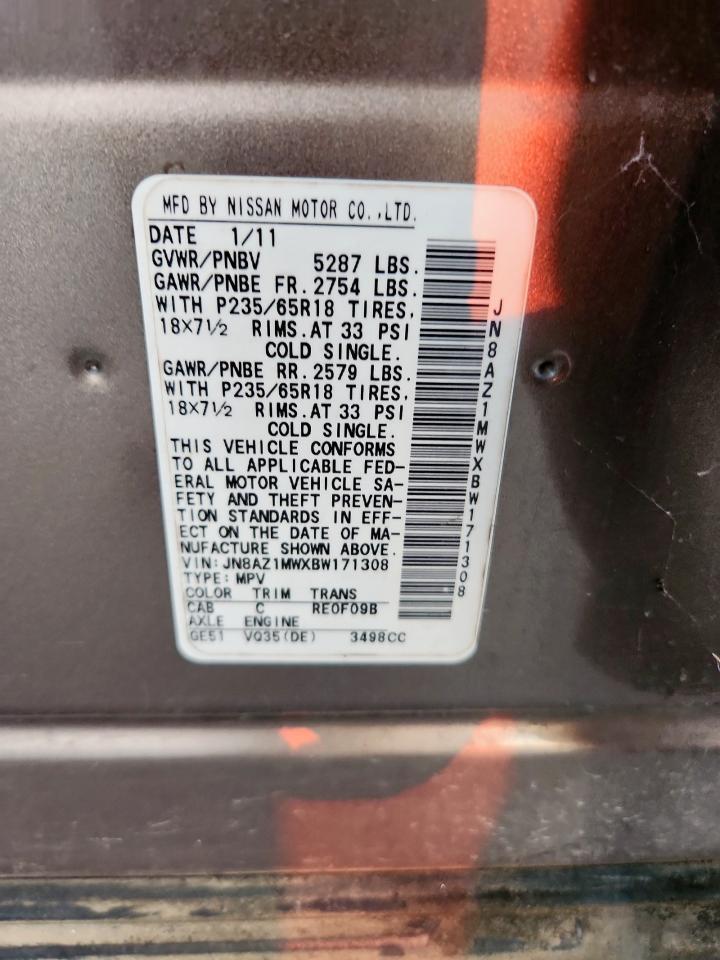 MFD BY NISSAN MOTOR CO.,LTD.
DATE 1/11
GVWR/PNBV 5287 LBS.
GAWR/PNBE FR. 2754 LBS.
WITH P235/65R18 TIRES,
18X7½ RIMS.AT 33 PSI
COLD SINGLE.
GAWR/PNBE RR. 2579 LBS.
WITH P235/65R18 TIRES,
18X7½ RIMS.AT 33 PSI
COLD SINGLE.
THIS VEHICLE CONFORMS
TO ALL APPLICABLE FED-
ERAL MOTOR VEHICLE SA-
FETY AND THEFT PREVEN-
TION STANDARDS IN EFF-
ECT ON THE DATE OF MA-
NUFACTURE SHOWN ABOVE.
VIN: JN8AZ1MWXBW171308
TYPE: MPV
COLOR TRIM TRANS
CAB C RE0F09B
AXLE ENGINE
GE51 VQ35(DE) 3498CC
JN8AZ1MWXBW171308